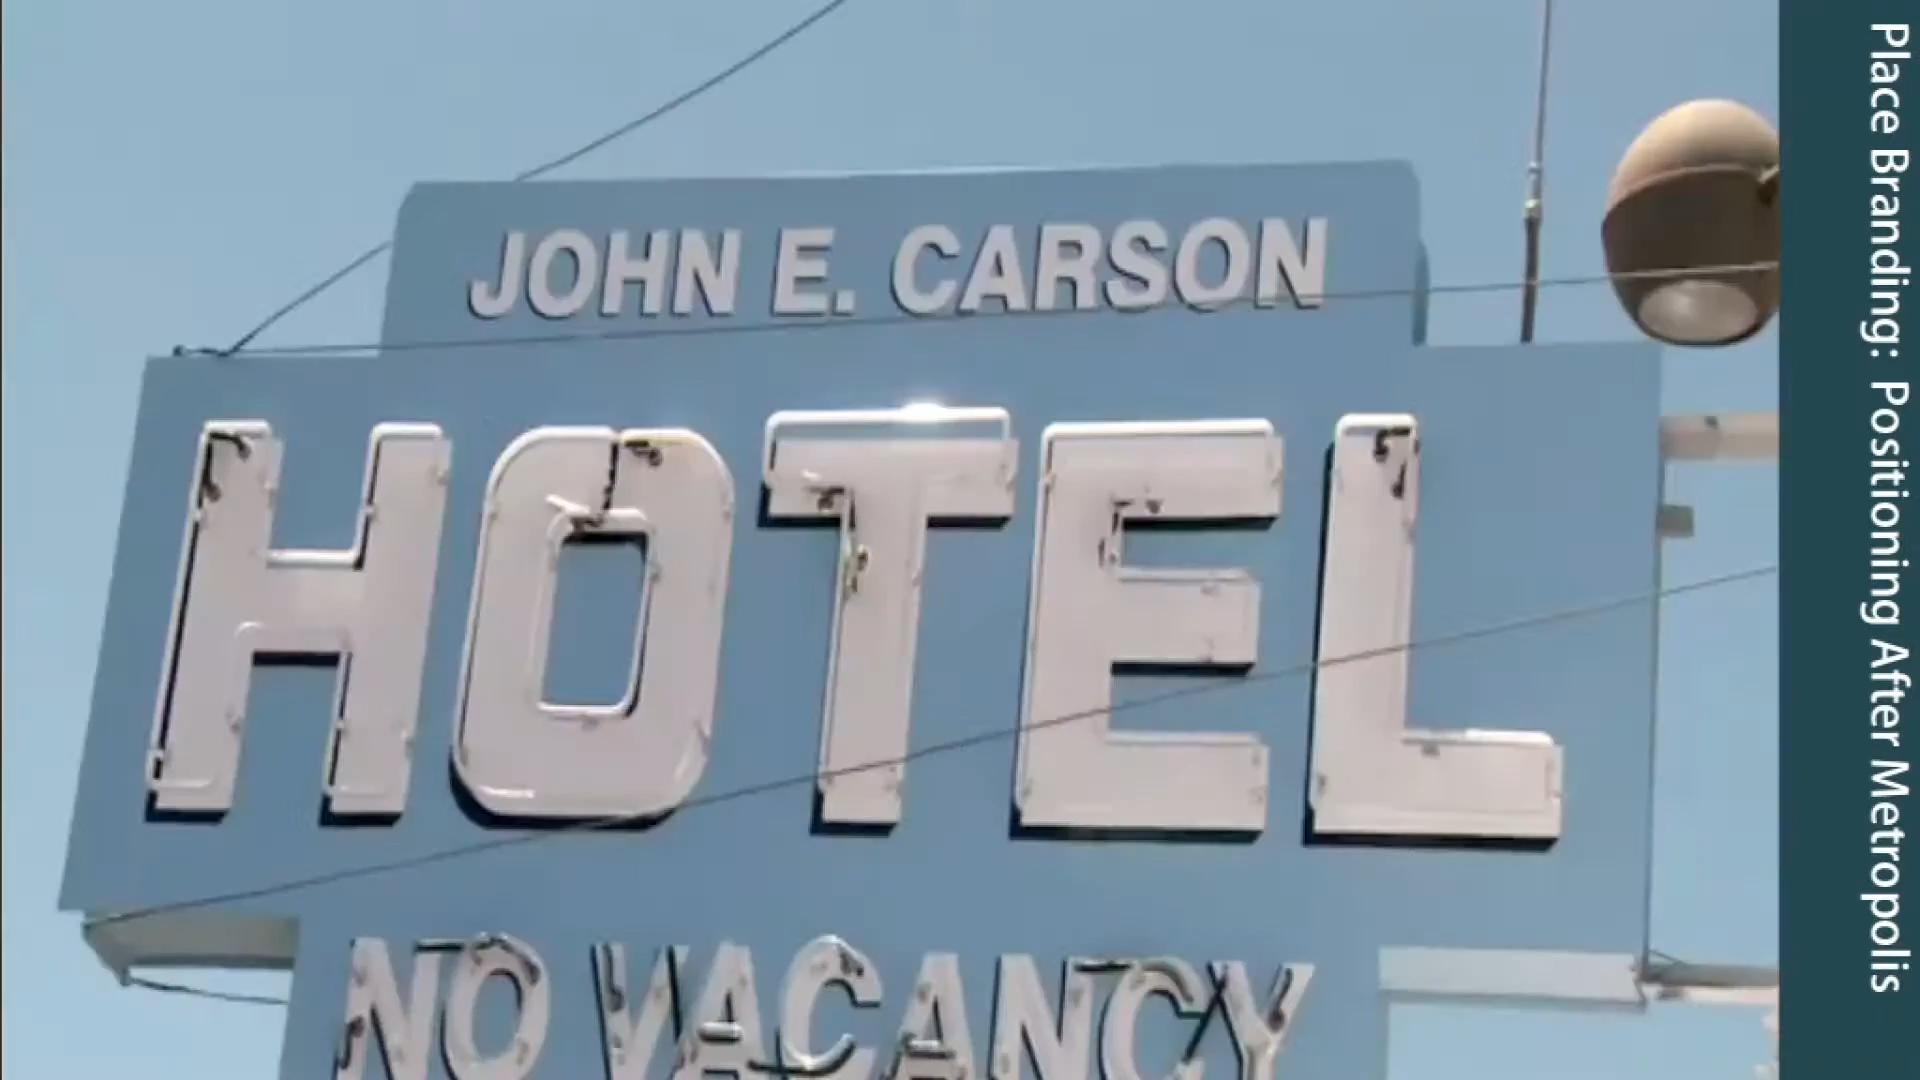 JOHN E. CARSON
HOTEL
NO VACANCY
Place Branding: Positioning After Metropolis